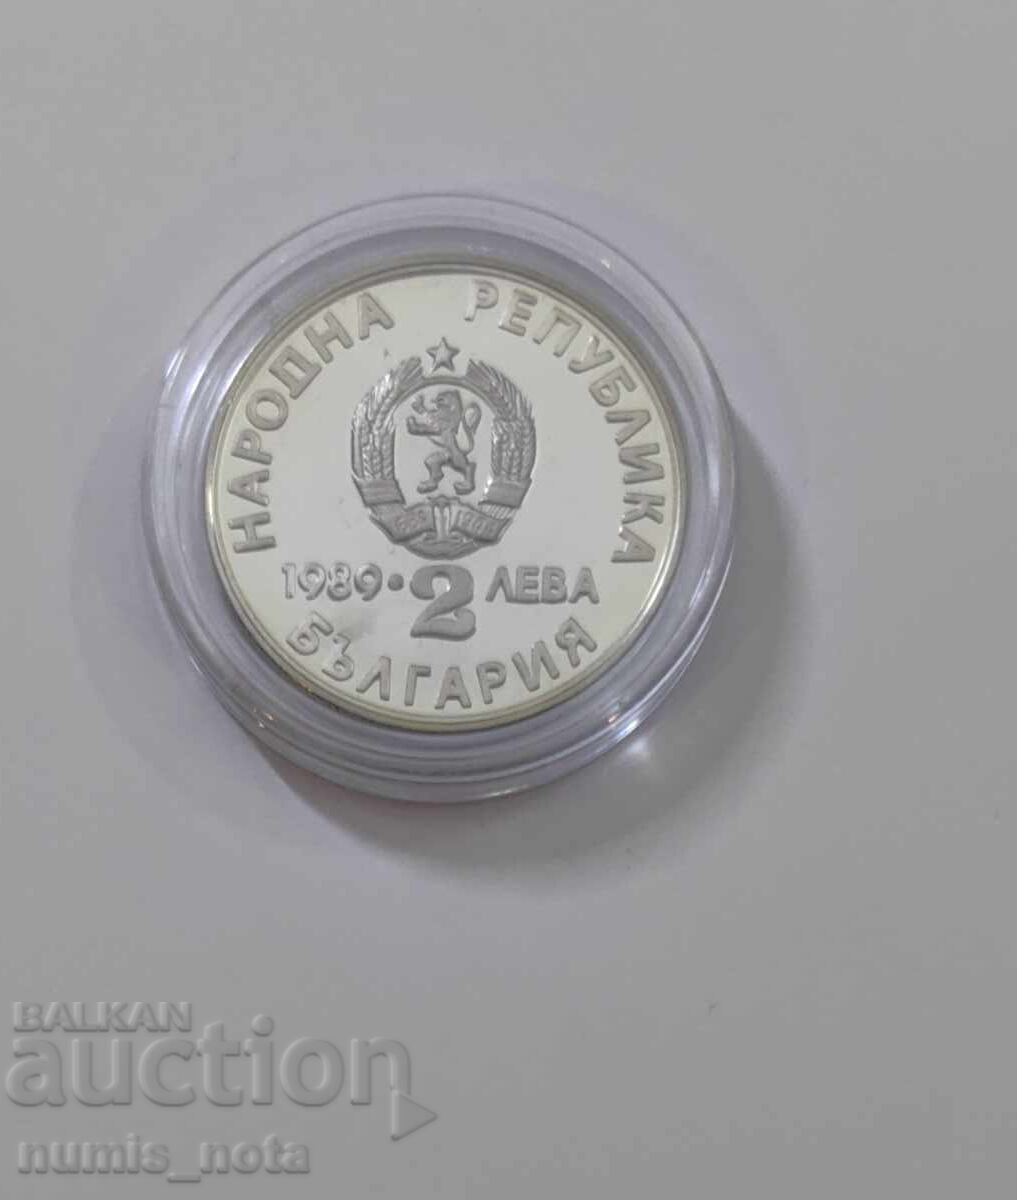 НАРОДНА РЕПУБЛИКА
1989 • 2 ЛЕВА
БЪЛГАРИЯ
BALKAN
auction
numis_nota